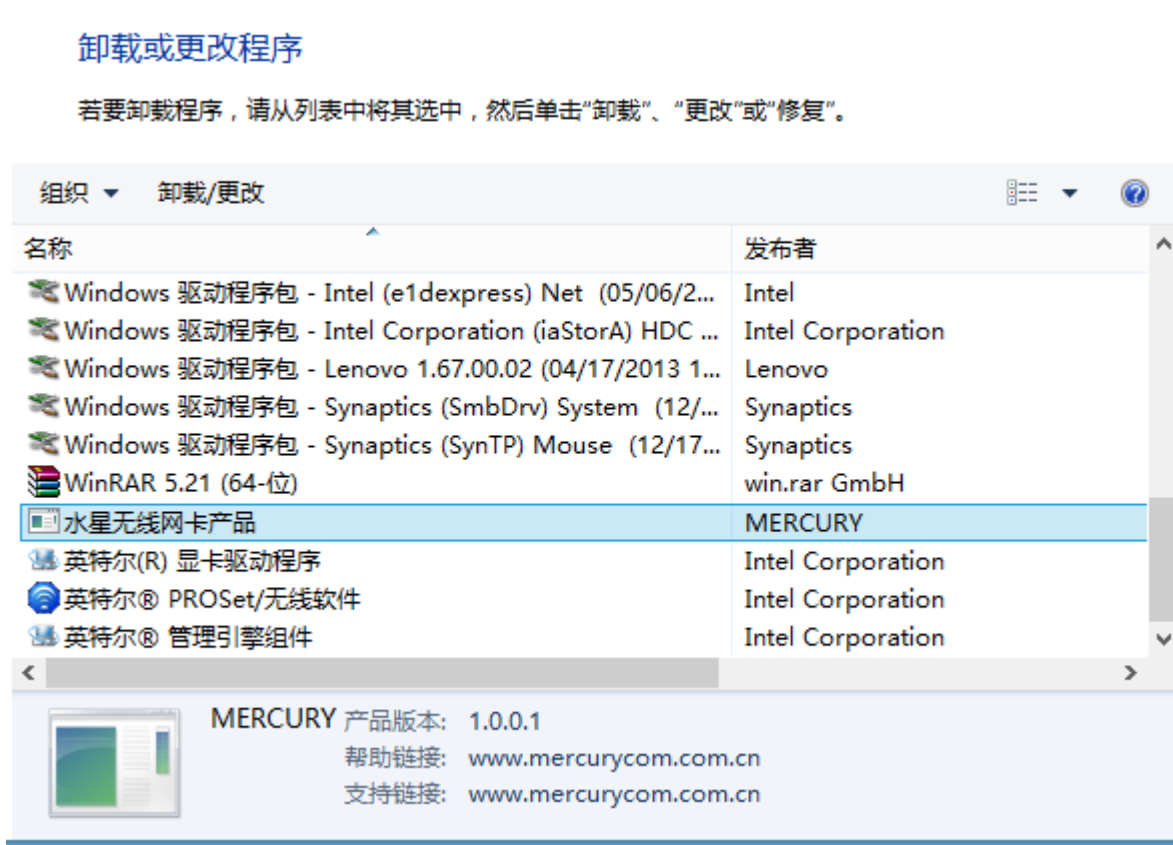 卸载或更改程序
若要卸载程序，请从列表中将其选中，然后单击"卸载"、"更改"或"修复"。
组织 卸载/更改
名称 发布者
Windows 驱动程序包 - Intel (e1dexpress) Net (05/06/2... Intel
Windows 驱动程序包 - Intel Corporation (iaStorA) HDC ... Intel Corporation
Windows 驱动程序包 - Lenovo 1.67.00.02 (04/17/2013 1... Lenovo
Windows 驱动程序包 - Synaptics (SmbDrv) System (12/... Synaptics
Windows 驱动程序包 - Synaptics (SynTP) Mouse (12/17... Synaptics
WinRAR 5.21 (64-位) win.rar GmbH
水星无线网卡产品 MERCURY
英特尔(R) 显卡驱动程序 Intel Corporation
英特尔® PROSet/无线软件 Intel Corporation
英特尔® 管理引擎组件 Intel Corporation
MERCURY 产品版本: 1.0.0.1
帮助链接: www.mercurycom.com.cn
支持链接: www.mercurycom.com.cn